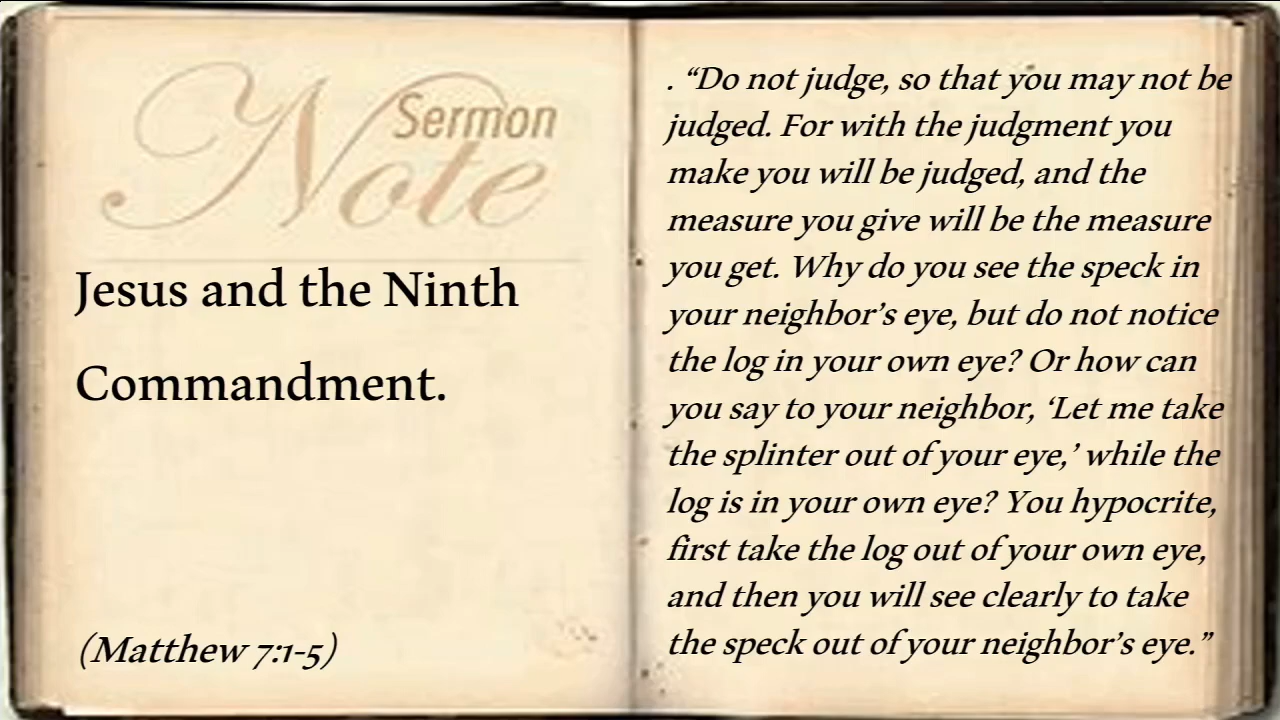 Sermon
Note
Jesus and the Ninth
Commandment.
(Matthew 7:1-5)
. “Do not judge, so that you may not be
judged. For with the judgment you
make you will be judged, and the
measure you give will be the measure
you get. Why do you see the speck in
your neighbor’s eye, but do not notice
the log in your own eye? Or how can
you say to your neighbor, ‘Let me take
the splinter out of your eye,’ while the
log is in your own eye? You hypocrite,
first take the log out of your own eye,
and then you will see clearly to take
the speck out of your neighbor’s eye.”